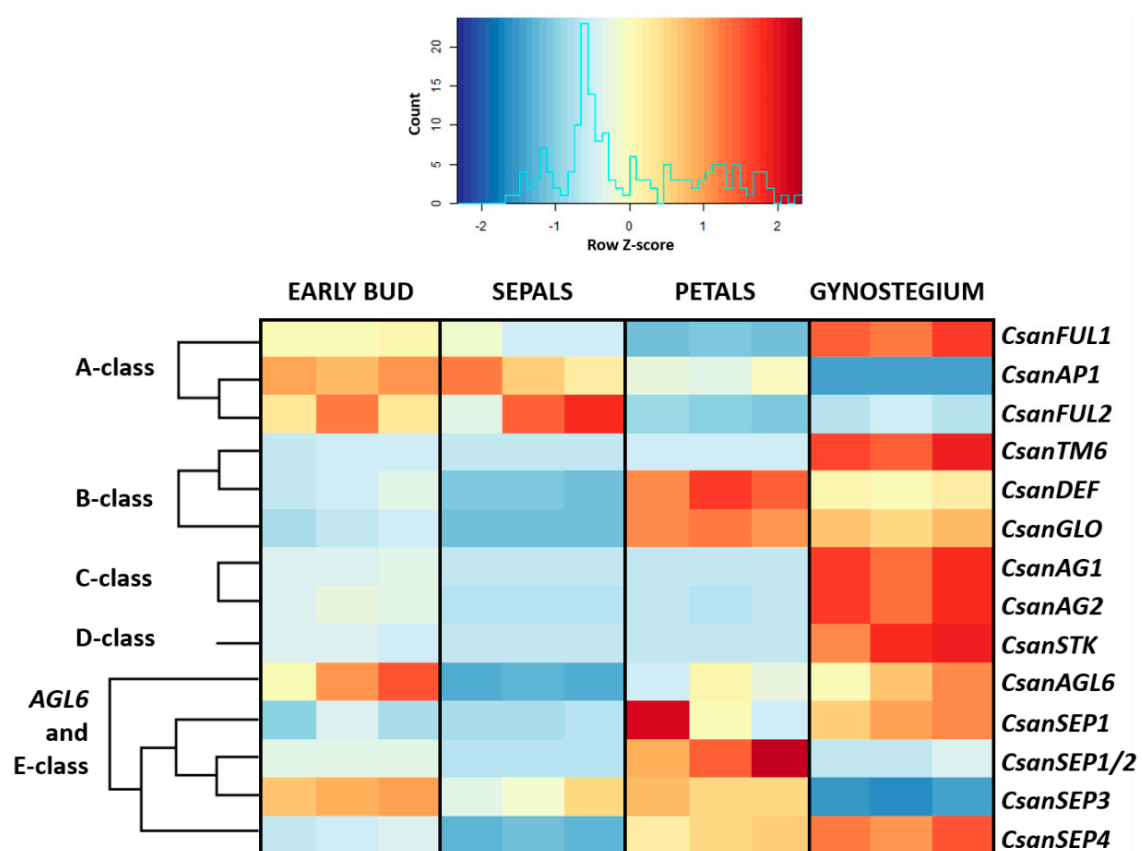 Count
20
15
10
5
0
-2 -1 0 1 2
Row Z-score
EARLY BUD SEPALS PETALS GYNOSTEGIUM
A-class
B-class
C-class
D-class
AGL6
and
E-class
CsanFUL1
CsanAP1
CsanFUL2
CsanTM6
CsanDEF
CsanGLO
CsanAG1
CsanAG2
CsanSTK
CsanAGL6
CsanSEP1
CsanSEP1/2
CsanSEP3
CsanSEP4